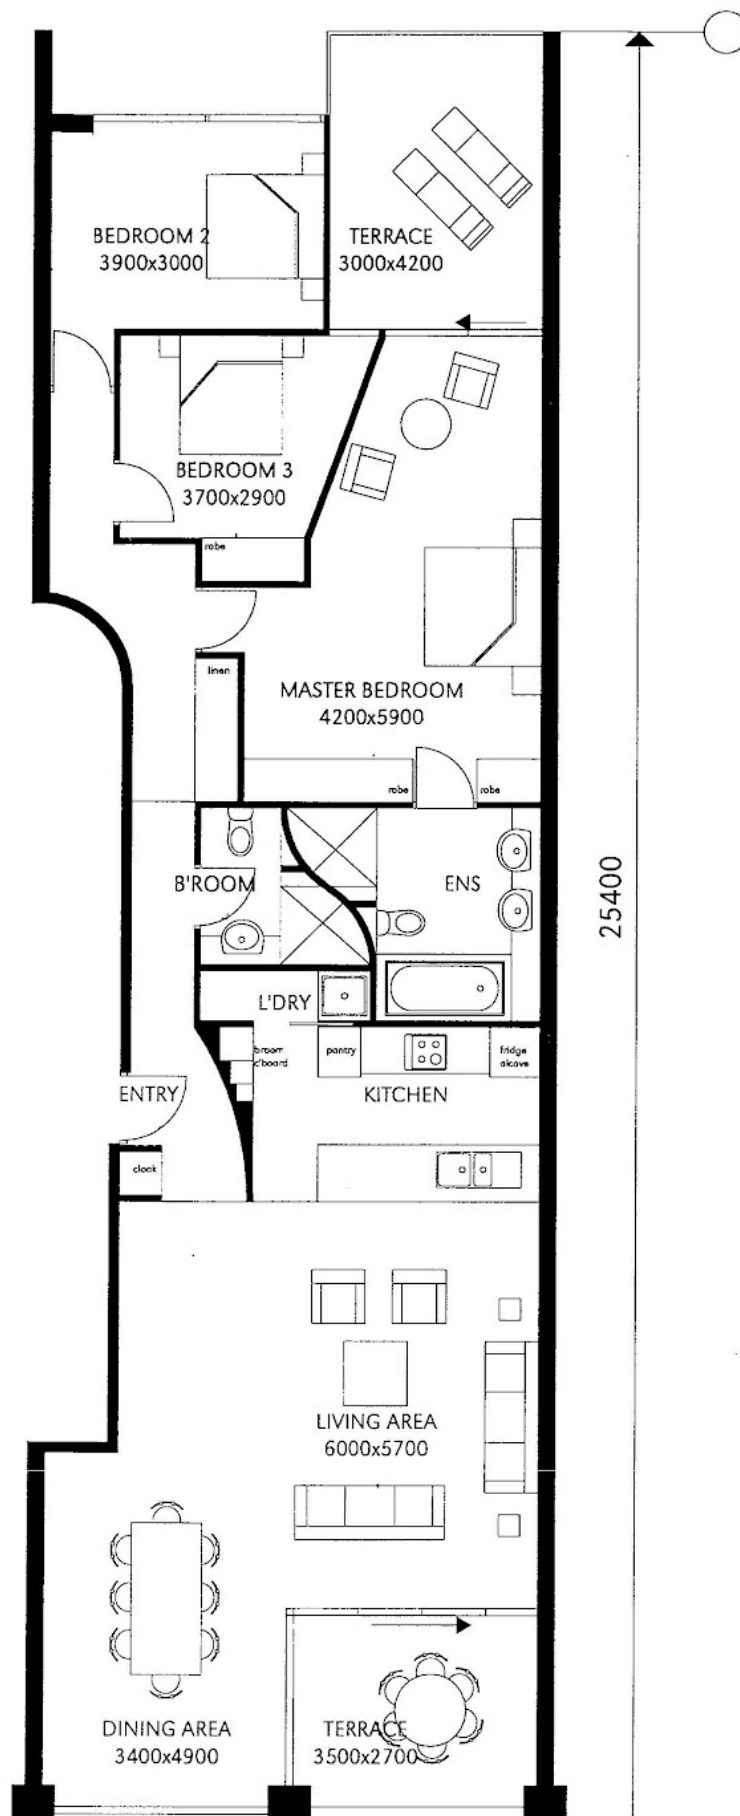 BEDROOM 2
3900x3000
TERRACE
3000x4200
BEDROOM 3
3700x2900
robe
linen
MASTER BEDROOM
4200x5900
robe
robe
B'ROOM
ENS
25400
L'DRY
broom
c'board
pantry
fridge
alcove
ENTRY
KITCHEN
cloak
LIVING AREA
6000x5700
DINING AREA
3400x4900
TERRACE
3500x2700